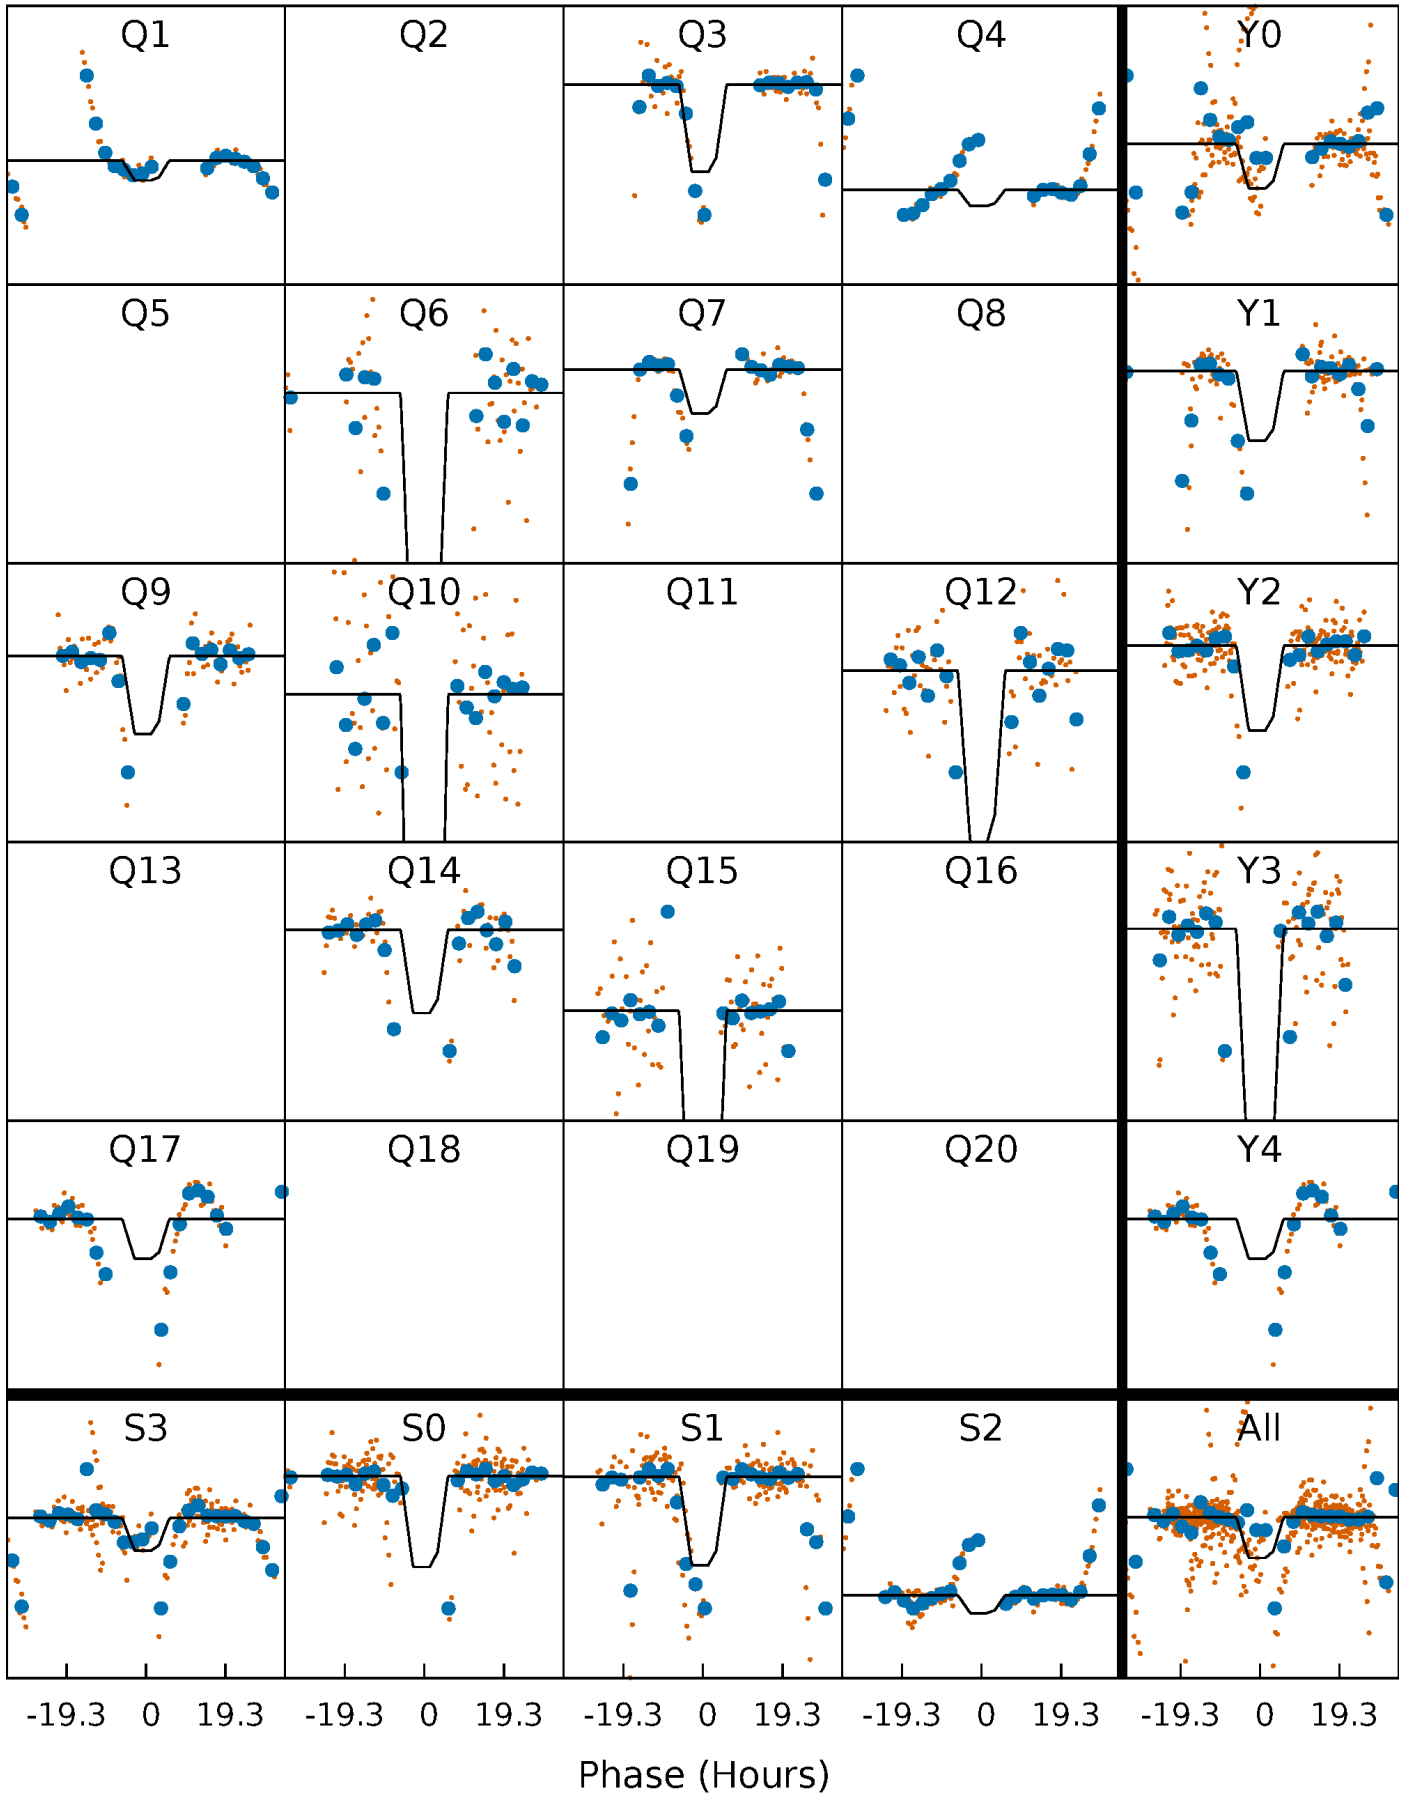 Q1 Q2 Q3 Q4 Y0
Q5 Q6 Q7 Q8 Y1
Q9 Q10 Q11 Q12 Y2
Q13 Q14 Q15 Q16 Y3
Q17 Q18 Q19 Q20 Y4
S3 S0 S1 S2 All
-19.3 0 19.3 -19.3 0 19.3 -19.3 0 19.3 -19.3 0 19.3 -19.3 0 19.3
Phase (Hours)